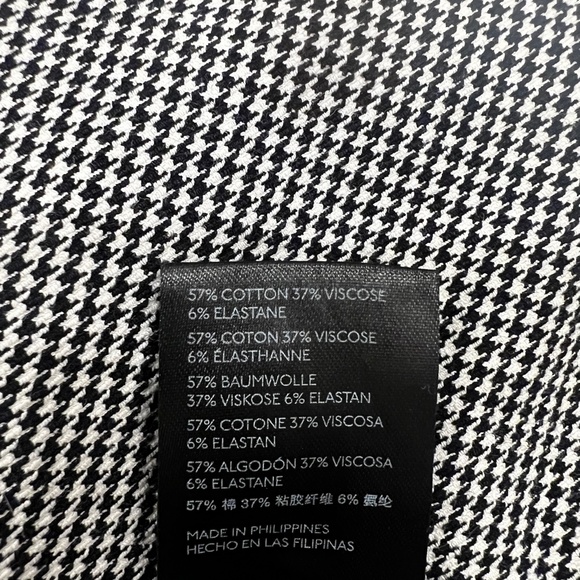 57% COTTON 37% VISCOSE
6% ELASTANE
57% COTON 37% VISCOSE
6% ÉLASTHANNE
57% BAUMWOLLE
37% VISKOSE 6% ELASTAN
57% COTONE 37% VISCOSA
6% ELASTAN
57% ALGODÓN 37% VISCOSA
6% ELASTANE
57% 棉 37% 粘胶纤维 6% 氨纶
MADE IN PHILIPPINES
HECHO EN LAS FILIPINAS